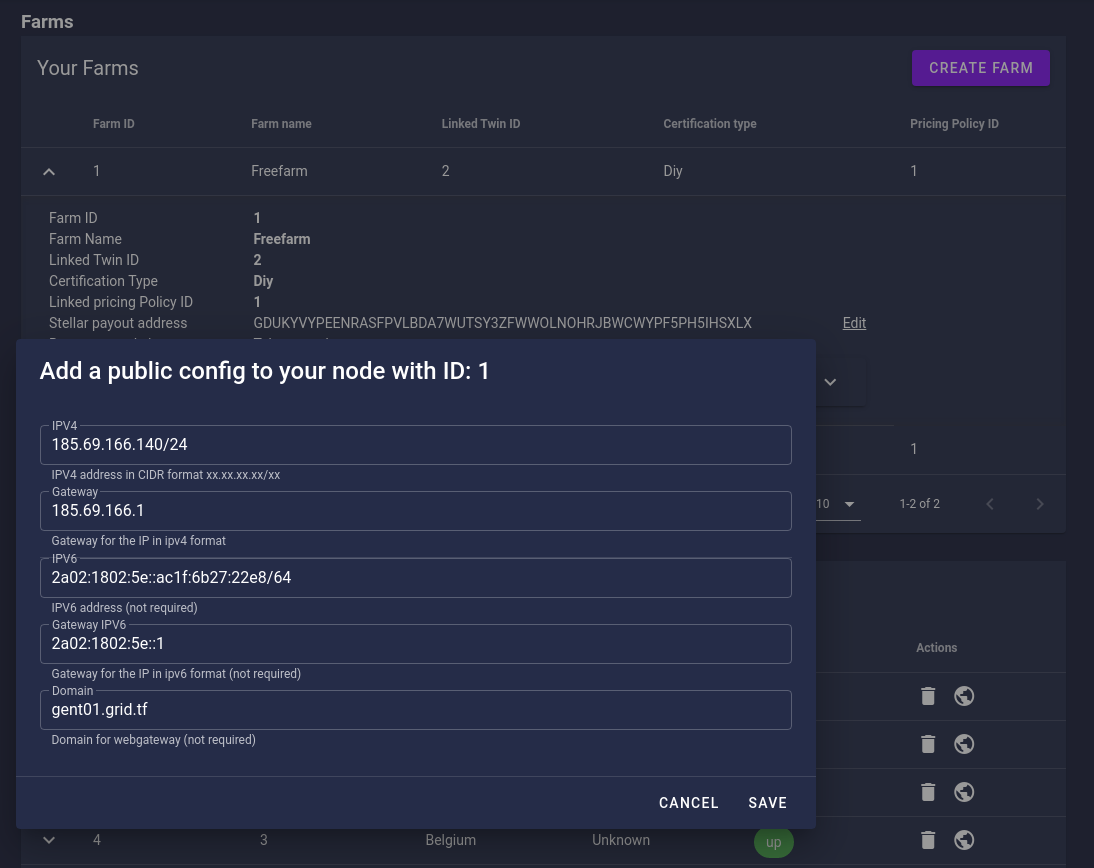 Farms
Your Farms CREATE FARM
Farm ID Farm name Linked Twin ID Certification type Pricing Policy ID
1 Freefarm 2 Diy 1
Farm ID 1
Farm Name Freefarm
Linked Twin ID 2
Certification Type Diy
Linked pricing Policy ID 1
Stellar payout address GDUKYVYPEENRASFPVLBDA7WUTSY3ZFWWOLNOHRJBWCWYPF5PH5IHSXLX Edit
Add a public config to your node with ID: 1
IPV4
185.69.166.140/24
IPV4 address in CIDR format xx.xx.xx.xx/xx
1
Gateway
185.69.166.1
10 1-2 of 2
Gateway for the IP in ipv4 format
IPV6
2a02:1802:5e::ac1f:6b27:22e8/64
IPV6 address (not required)
Gateway IPV6
2a02:1802:5e::1
Actions
Gateway for the IP in ipv6 format (not required)
Domain
gent01.grid.tf
Domain for webgateway (not required)
CANCEL SAVE
4 3 Belgium Unknown up